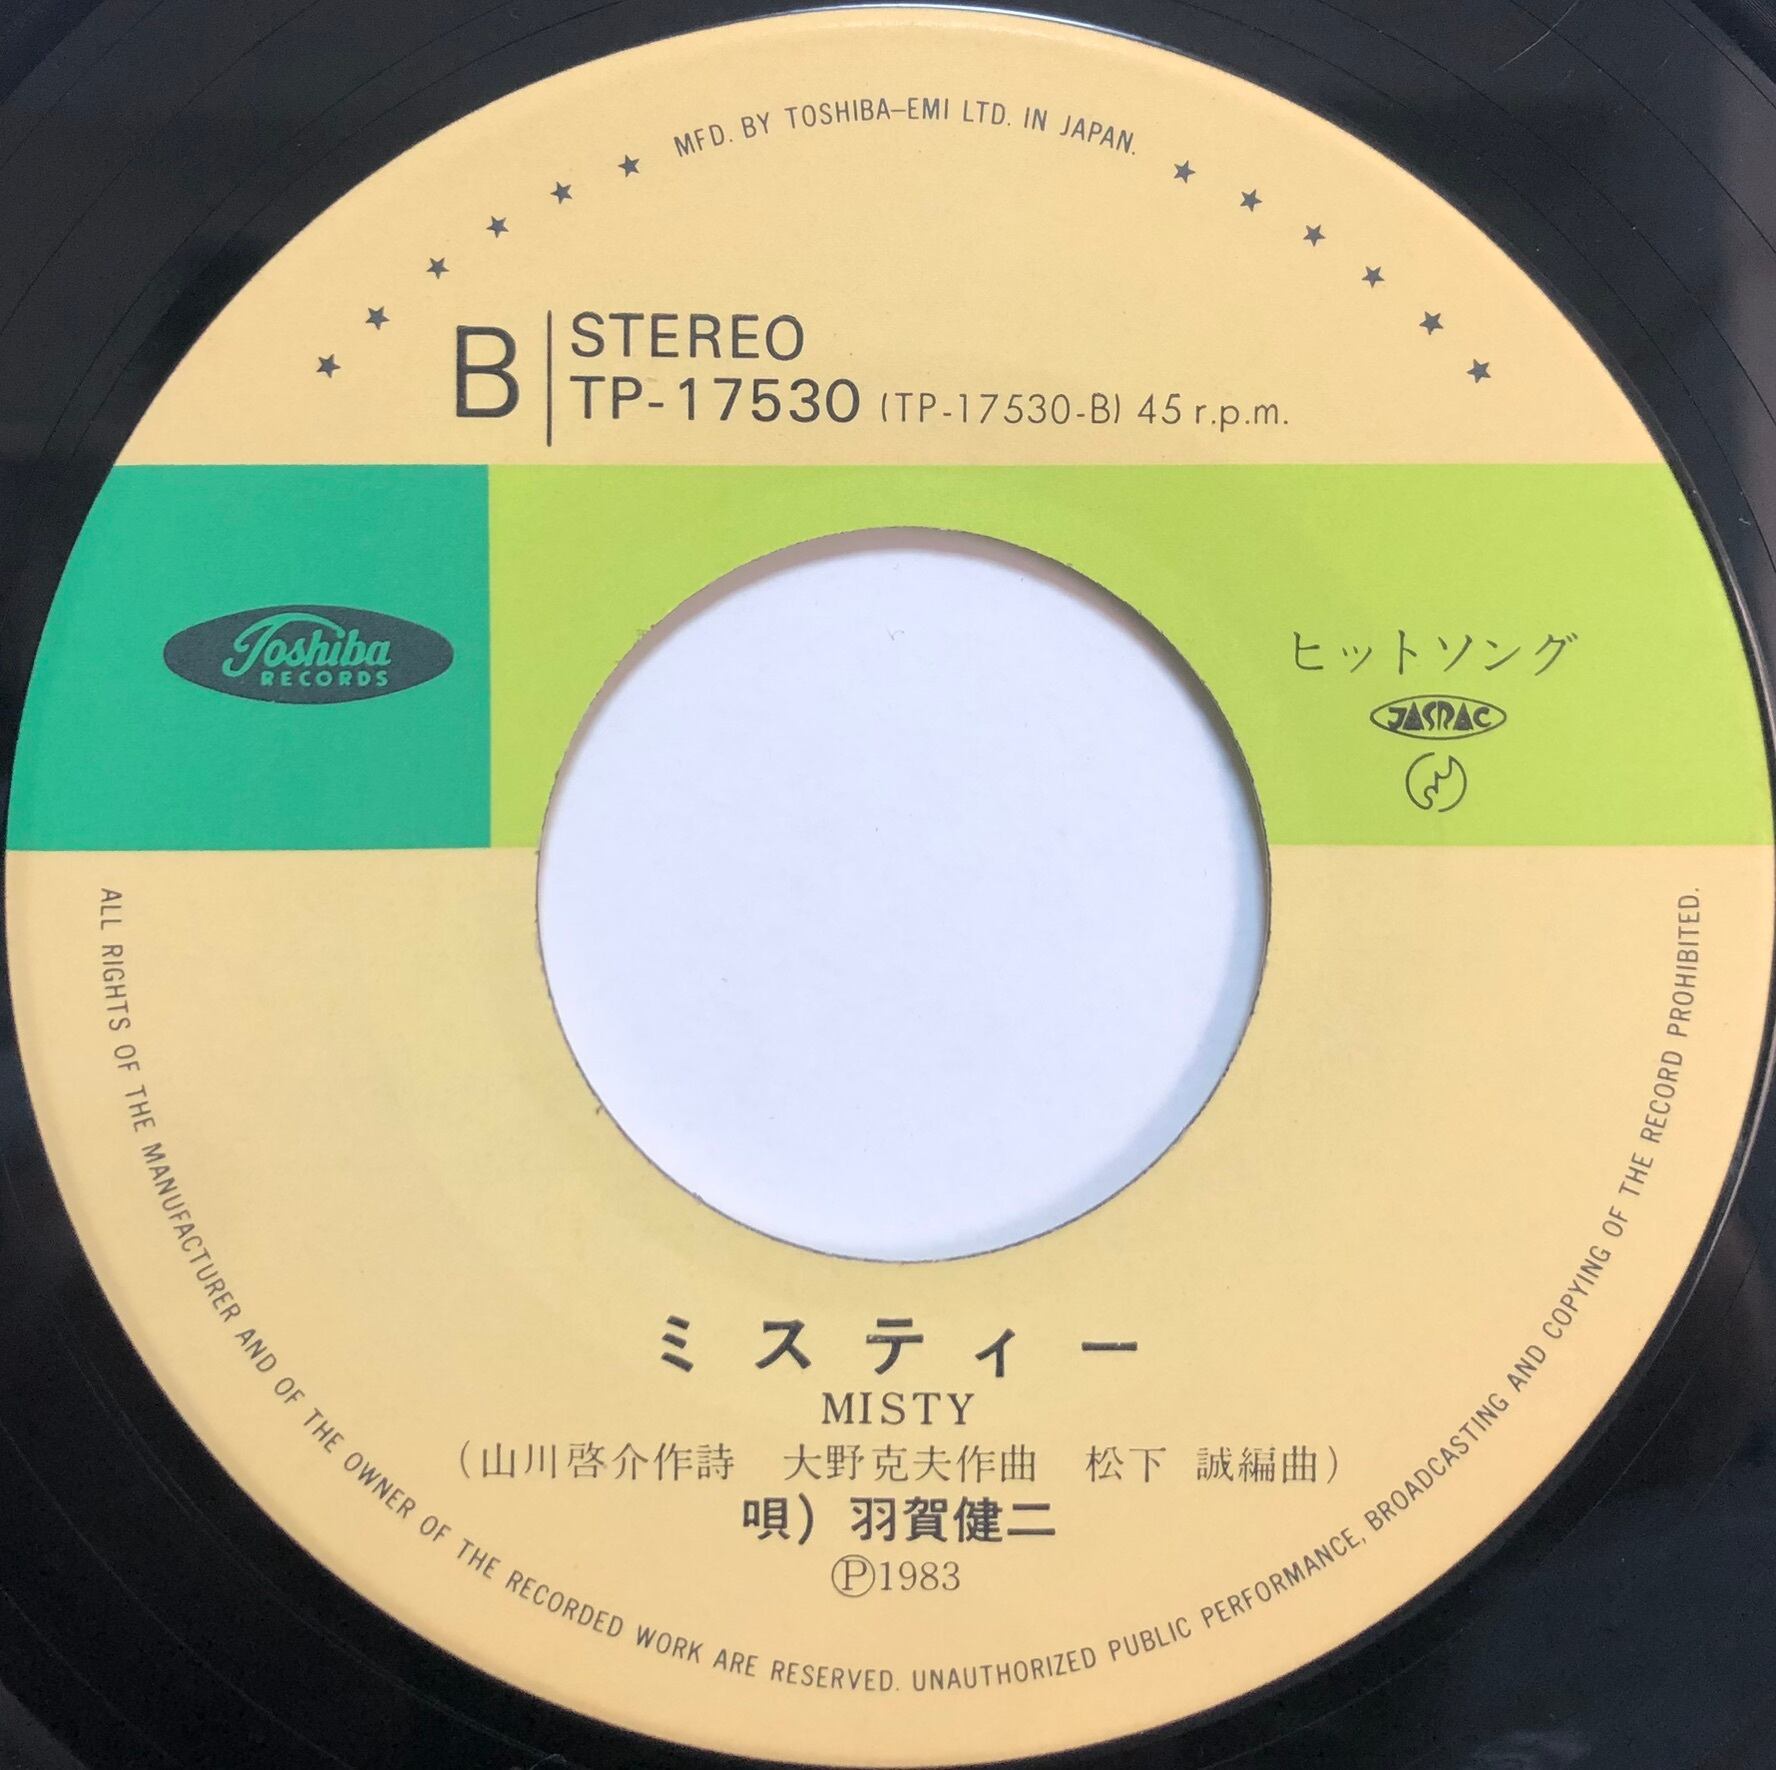 MFD. BY TOSHIBA-EMI LTD. IN JAPAN.
B
STEREO
TP-17530 (TP-17530-B) 45 r.p.m.
Toshiba
RECORDS
ヒットソング
JASRAC
ミスティー
MISTY
(山川啓介作詩 大野克夫作曲 松下 誠編曲)
唄) 羽賀健二
Ⓟ1983
ALL RIGHTS OF THE MANUFACTURER AND OF THE OWNER OF THE RECORDED WORK ARE RESERVED. UNAUTHORIZED PUBLIC PERFORMANCE, BROADCASTING AND COPYING OF THE RECORD PROHIBITED.